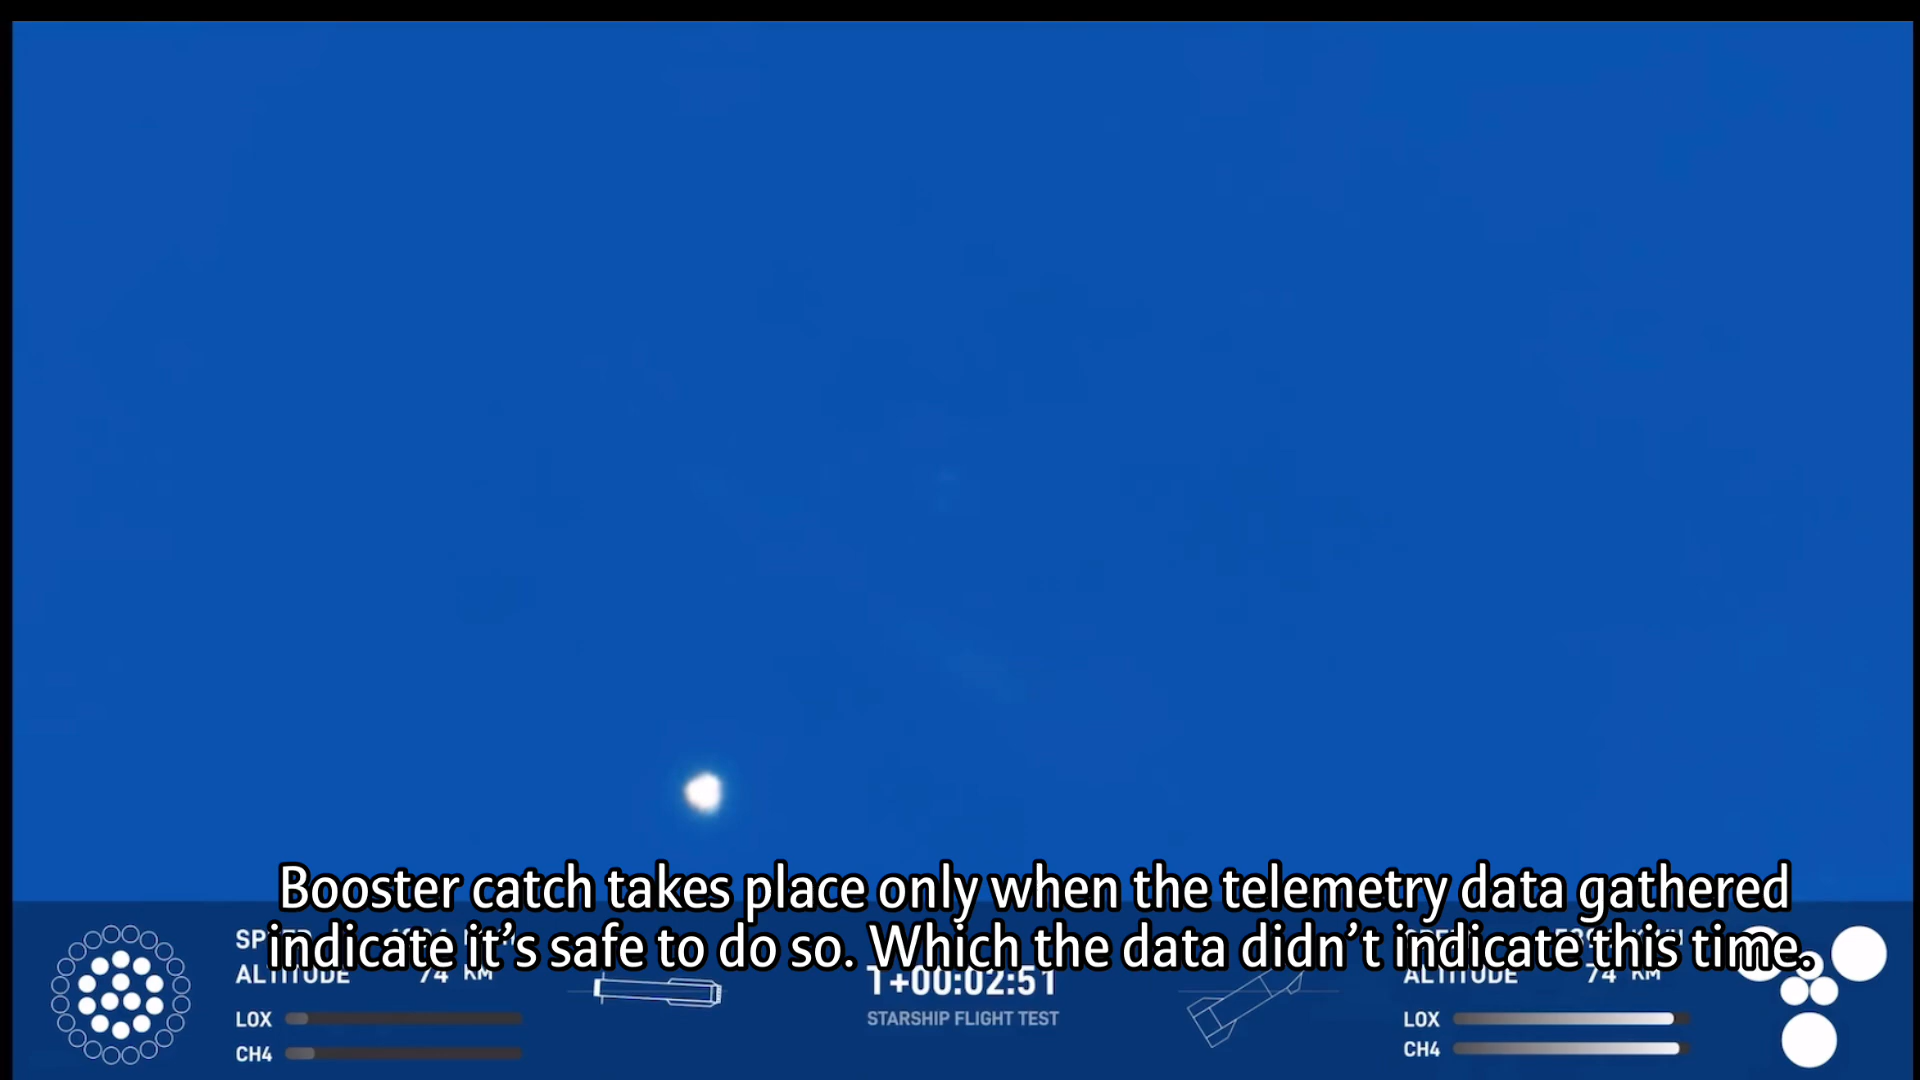 Booster catch takes place only when the telemetry data gathered
indicate it's safe to do so. Which the data didn't indicate this time.
ALTITUDE 74 KM
LOX
CH4
T+00:02:51
STARSHIP FLIGHT TEST
ALTITUDE 74 KM
LOX
CH4